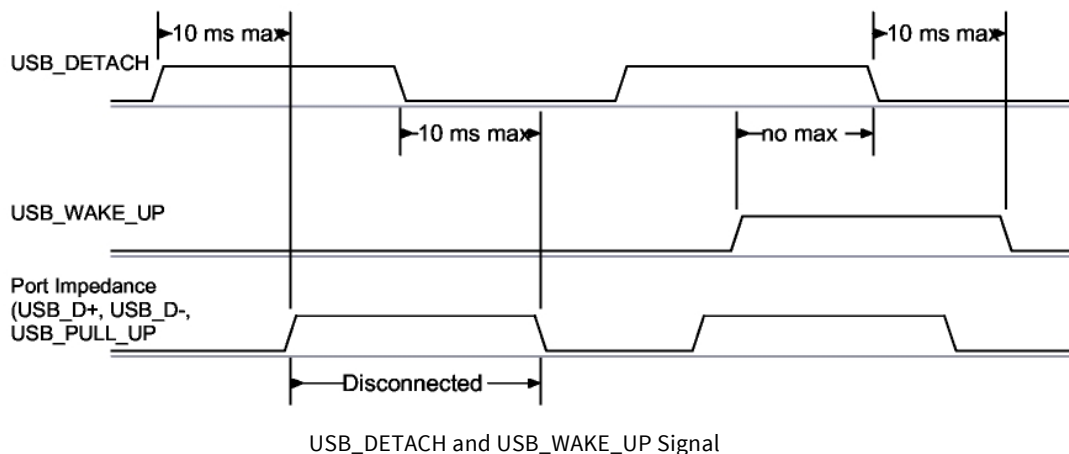 10 ms max
10 ms max
USB_DETACH
10 ms max
no max
USB_WAKE_UP
Port Impedance
(USB_D+, USB_D-,
USB_PULL_UP
Disconnected
USB_DETACH and USB_WAKE_UP Signal